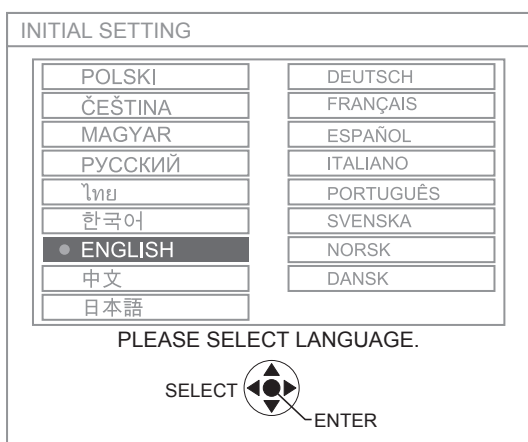 INITIAL SETTING
POLSKI
ČEŠTINA
MAGYAR
РУССКИЙ
ไทย
한국어
ENGLISH
中文
日本語
DEUTSCH
FRANÇAIS
ESPAÑOL
ITALIANO
PORTUGUÊS
SVENSKA
NORSK
DANSK
PLEASE SELECT LANGUAGE.
SELECT
ENTER